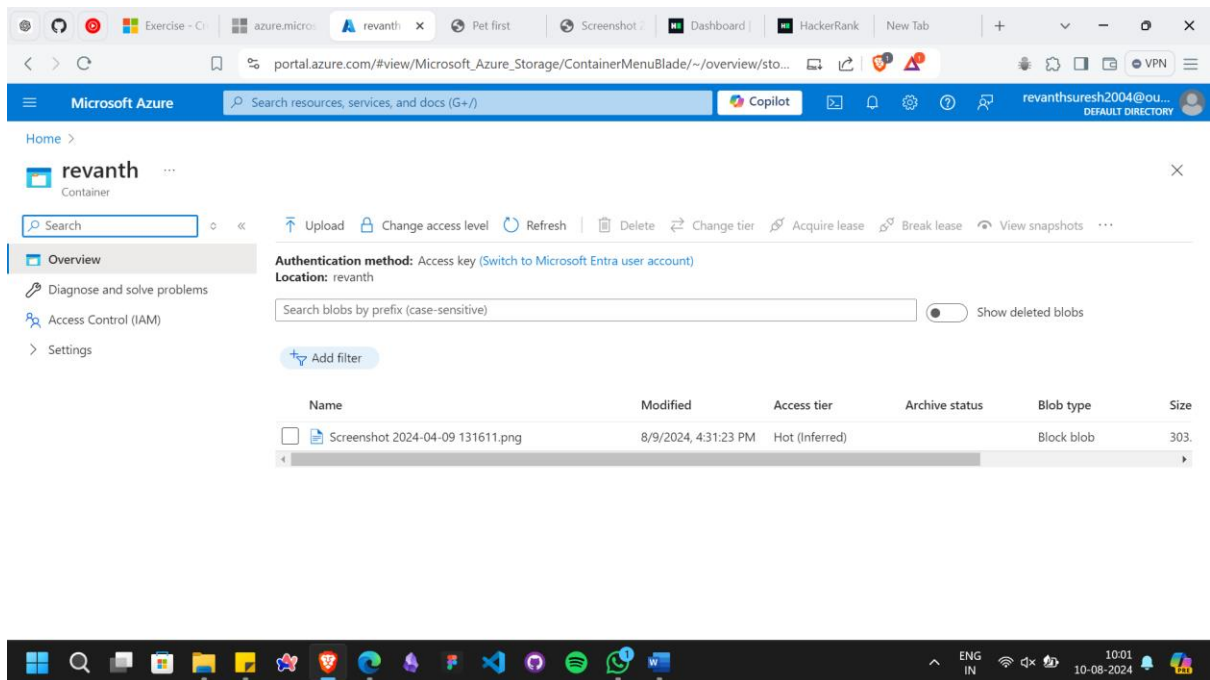 Exercise - Cr
azure.micros
revanth
Pet first
Screenshot 2
Dashboard |
HackerRank
New Tab
portal.azure.com/#view/Microsoft_Azure_Storage/ContainerMenuBlade/~/overview/sto...
VPN
Microsoft Azure
Search resources, services, and docs (G+/)
Copilot
revanthsuresh2004@ou...
DEFAULT DIRECTORY
Home >
revanth ...
Container
Search
Upload Change access level Refresh Delete Change tier Acquire lease Break lease View snapshots ...
Overview
Diagnose and solve problems
Access Control (IAM)
Settings
Authentication method: Access key (Switch to Microsoft Entra user account)
Location: revanth
Search blobs by prefix (case-sensitive)
Show deleted blobs
Add filter
Name Modified Access tier Archive status Blob type Size
Screenshot 2024-04-09 131611.png 8/9/2024, 4:31:23 PM Hot (Inferred) Block blob 303.
1
ENG
IN
10:01
10-08-2024
PRE